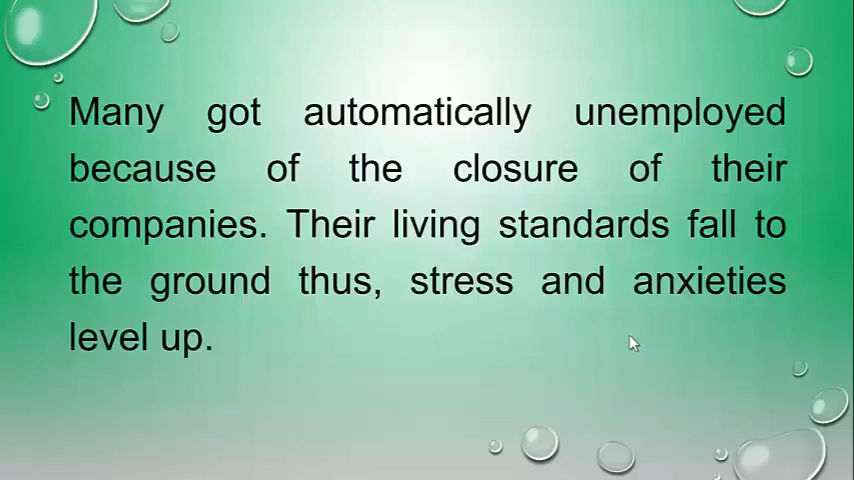 Many got automatically unemployed
because of the closure of their
companies. Their living standards fall to
the ground thus, stress and anxieties
level up.